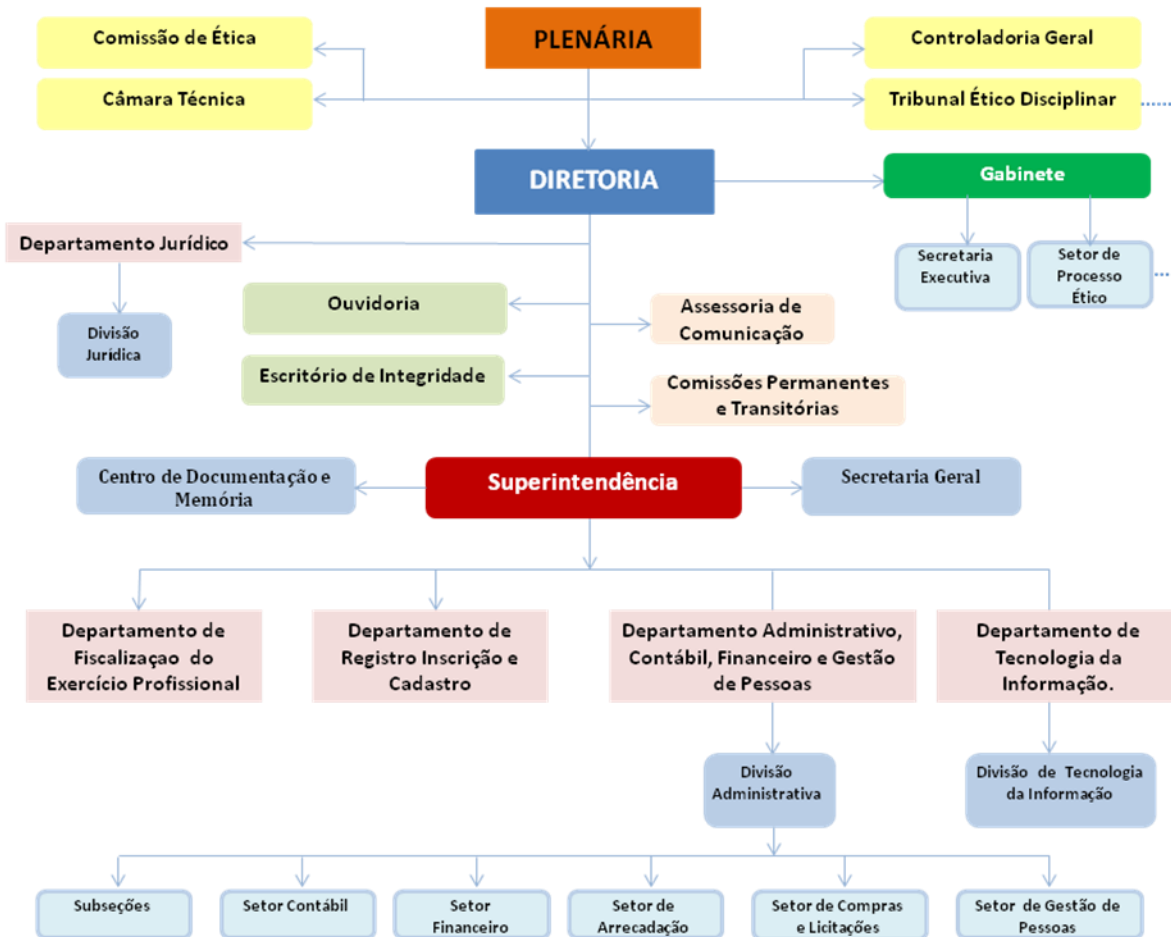 PLENÁRIA
Comissão de Ética
Controladoria Geral
Câmara Técnica
Tribunal Ético Disciplinar
DIRETORIA
Gabinete
Departamento Jurídico
Secretaria
Executiva
Setor de
Processo
Ético
Divisão
Jurídica
Ouvidoria
Assessoria de
Comunicação
Escritório de Integridade
Comissões Permanentes
e Transitórias
Centro de Documentação e
Memória
Superintendência
Secretaria Geral
Departamento de
Fiscalizaçao do
Exercício Profissional
Departamento de
Registro Inscrição e
Cadastro
Departamento Administrativo,
Contábil, Financeiro e Gestão
de Pessoas
Departamento de
Tecnologia da
Informação.
Divisão
Administrativa
Divisão de Tecnologia
da Informação
Subseções
Setor Contábil
Setor
Financeiro
Setor de
Arrecadação
Setor de Compras
e Licitações
Setor de Gestão de
Pessoas